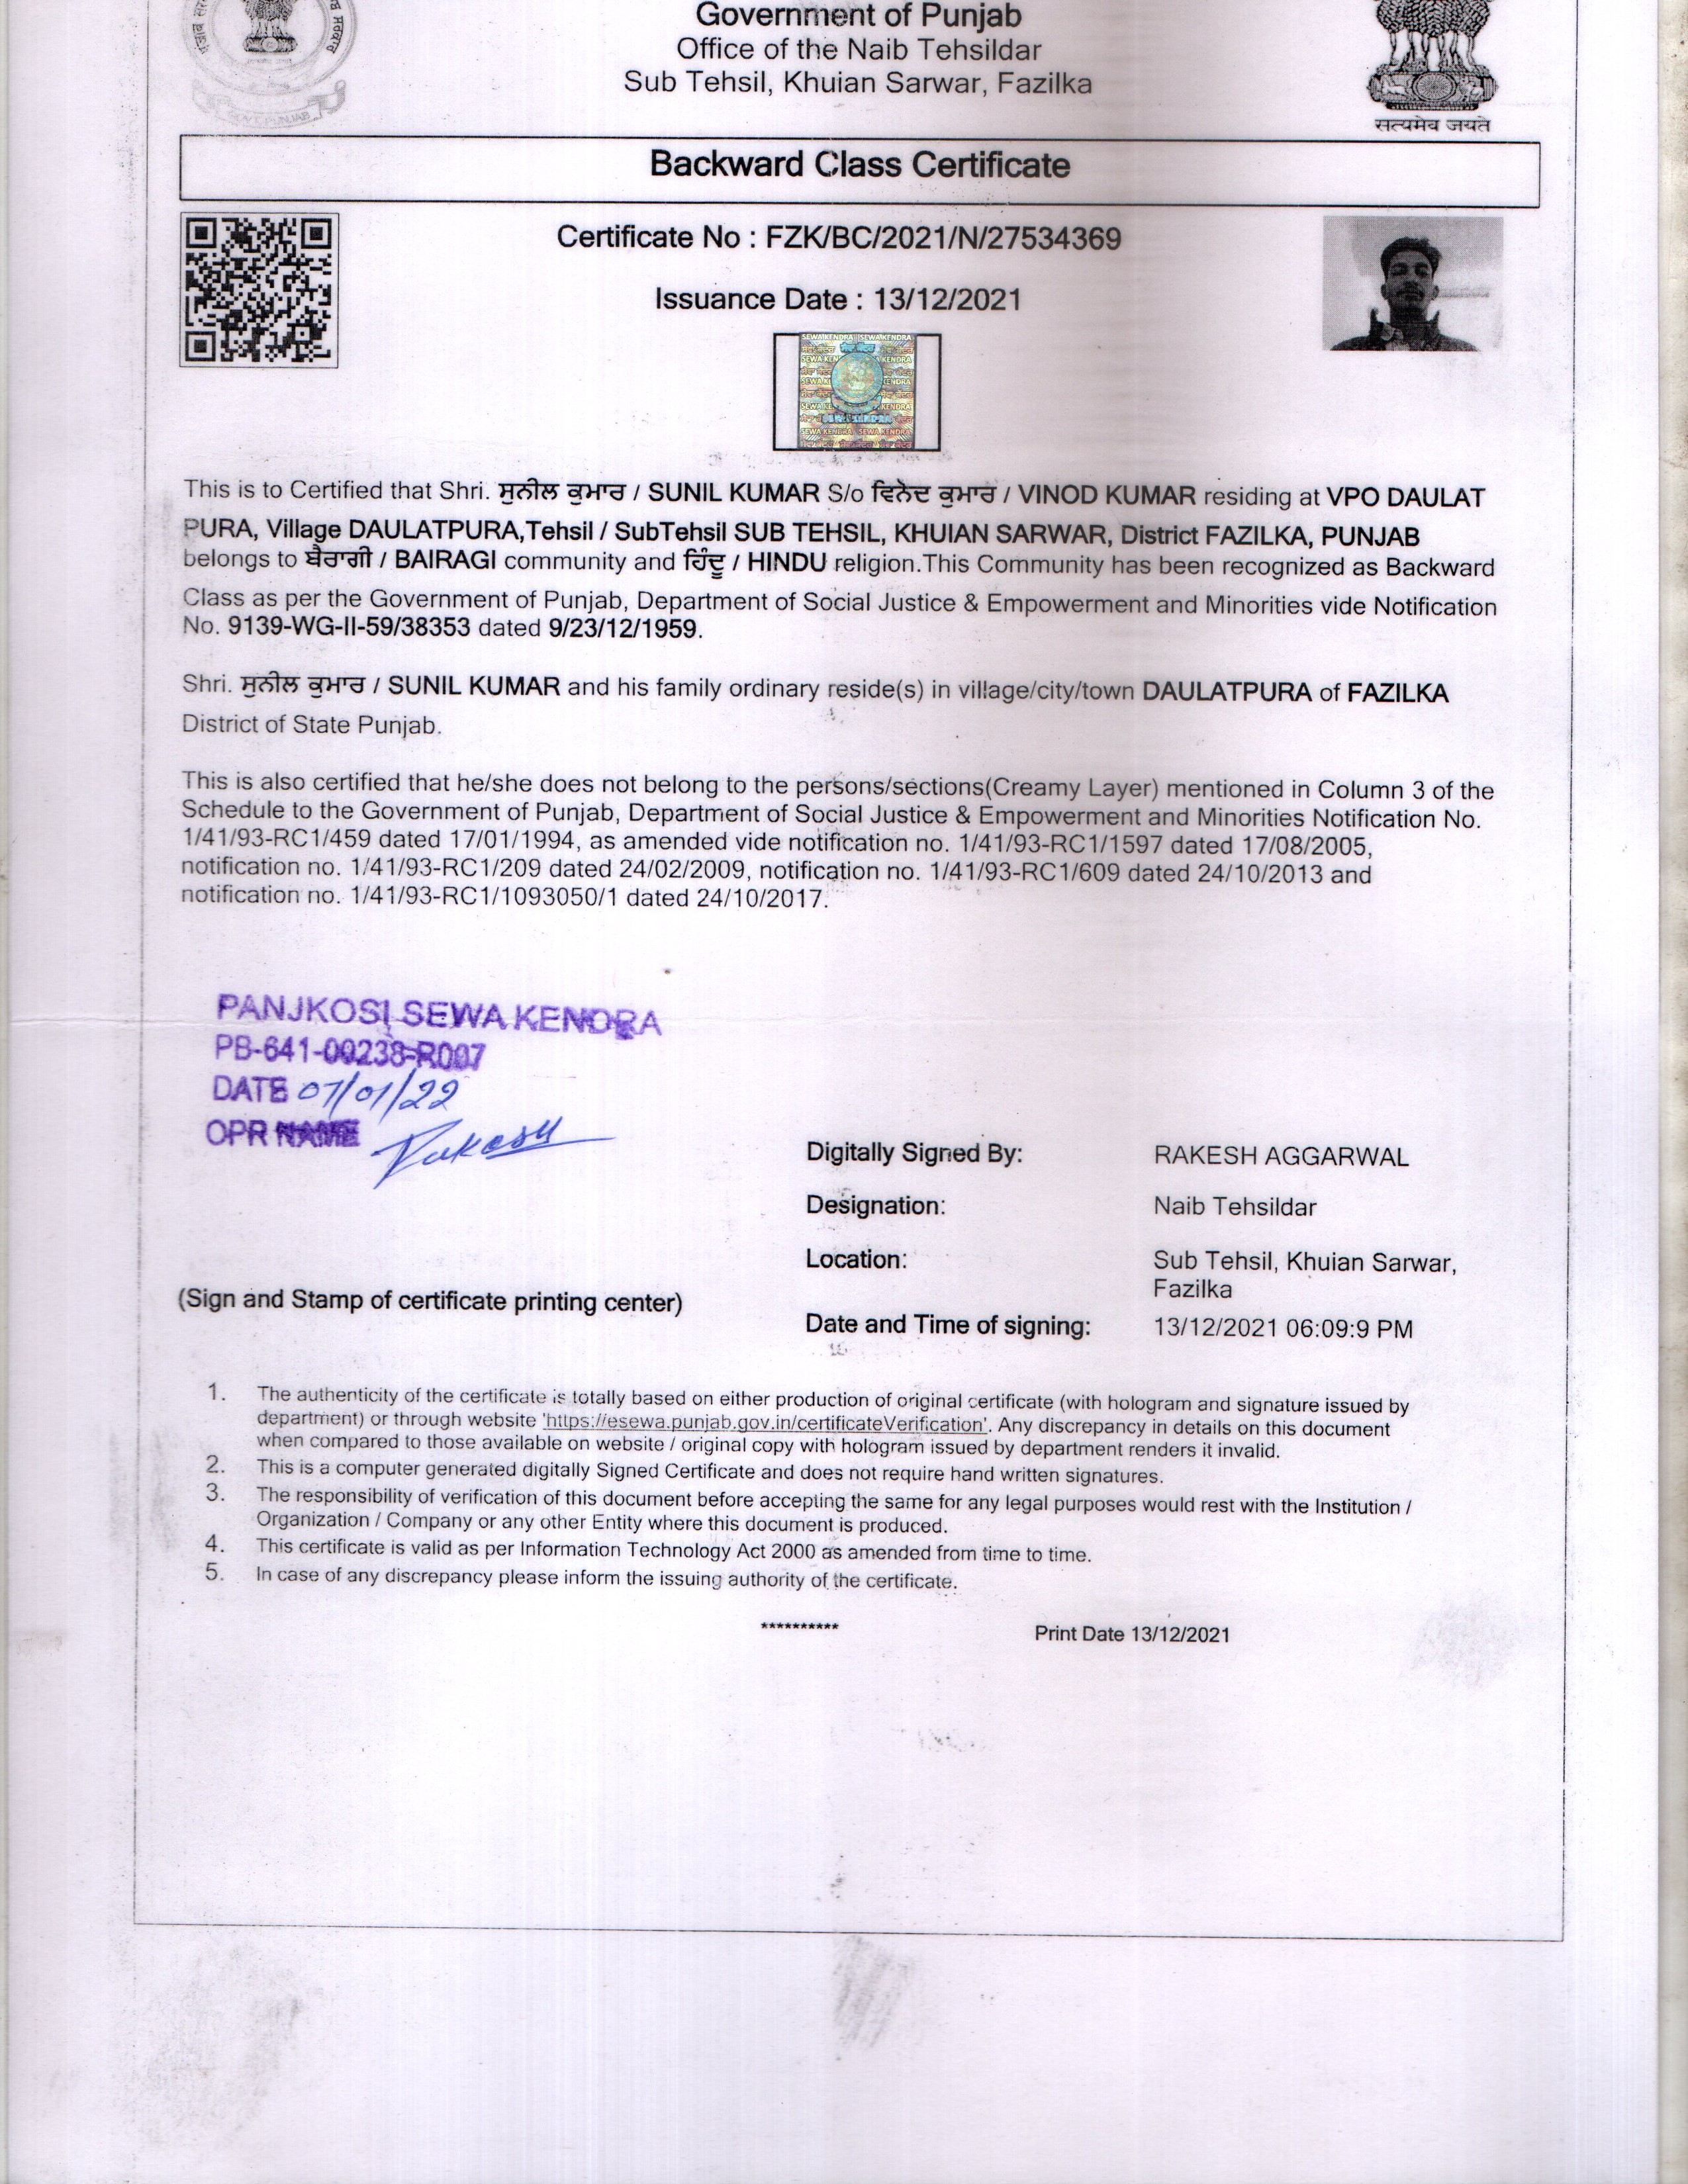 Government of Punjab
Office of the Naib Tehsildar
Sub Tehsil, Khuian Sarwar, Fazilka
GOVT. PUNJAB
सत्यमेव जयते
Backward Class Certificate
Certificate No : FZK/BC/2021/N/27534369
Issuance Date : 13/12/2021
SEWA KENDRA SEWA KENDRA
This is to Certified that Shri. ਸੁਨੀਲ ਕੁਮਾਰ / SUNIL KUMAR S/o ਵਿਨੋਦ ਕੁਮਾਰ / VINOD KUMAR residing at VPO DAULAT
PURA, Village DAULATPURA,Tehsil / SubTehsil SUB TEHSIL, KHUIAN SARWAR, District FAZILKA, PUNJAB
belongs to ਬੈਰਾਗੀ / BAIRAGI community and ਹਿੰਦੂ / HINDU religion.This Community has been recognized as Backward
Class as per the Government of Punjab, Department of Social Justice & Empowerment and Minorities vide Notification
No. 9139-WG-II-59/38353 dated 9/23/12/1959.
Shri. ਸੁਨੀਲ ਕੁਮਾਰ / SUNIL KUMAR and his family ordinary reside(s) in village/city/town DAULATPURA of FAZILKA
District of State Punjab.
This is also certified that he/she does not belong to the persons/sections(Creamy Layer) mentioned in Column 3 of the
Schedule to the Government of Punjab, Department of Social Justice & Empowerment and Minorities Notification No.
1/41/93-RC1/459 dated 17/01/1994, as amended vide notification no. 1/41/93-RC1/1597 dated 17/08/2005,
notification no. 1/41/93-RC1/209 dated 24/02/2009, notification no. 1/41/93-RC1/609 dated 24/10/2013 and
notification no. 1/41/93-RC1/1093050/1 dated 24/10/2017.
PANJKOSI SEWA KENDRA
PB-641-00238-R007
DATE 07/01/22
OPR NAME Rakesh
Digitally Signed By: RAKESH AGGARWAL
Designation: Naib Tehsildar
Location: Sub Tehsil, Khuian Sarwar,
Fazilka
(Sign and Stamp of certificate printing center)
Date and Time of signing: 13/12/2021 06:09:9 PM
1. The authenticity of the certificate is totally based on either production of original certificate (with hologram and signature issued by
department) or through website 'https://esewa.punjab.gov.in/certificateVerification'. Any discrepancy in details on this document
when compared to those available on website / original copy with hologram issued by department renders it invalid.
2. This is a computer generated digitally Signed Certificate and does not require hand written signatures.
3. The responsibility of verification of this document before accepting the same for any legal purposes would rest with the Institution /
Organization / Company or any other Entity where this document is produced.
4. This certificate is valid as per Information Technology Act 2000 as amended from time to time.
5. In case of any discrepancy please inform the issuing authority of the certificate.
**********
Print Date 13/12/2021